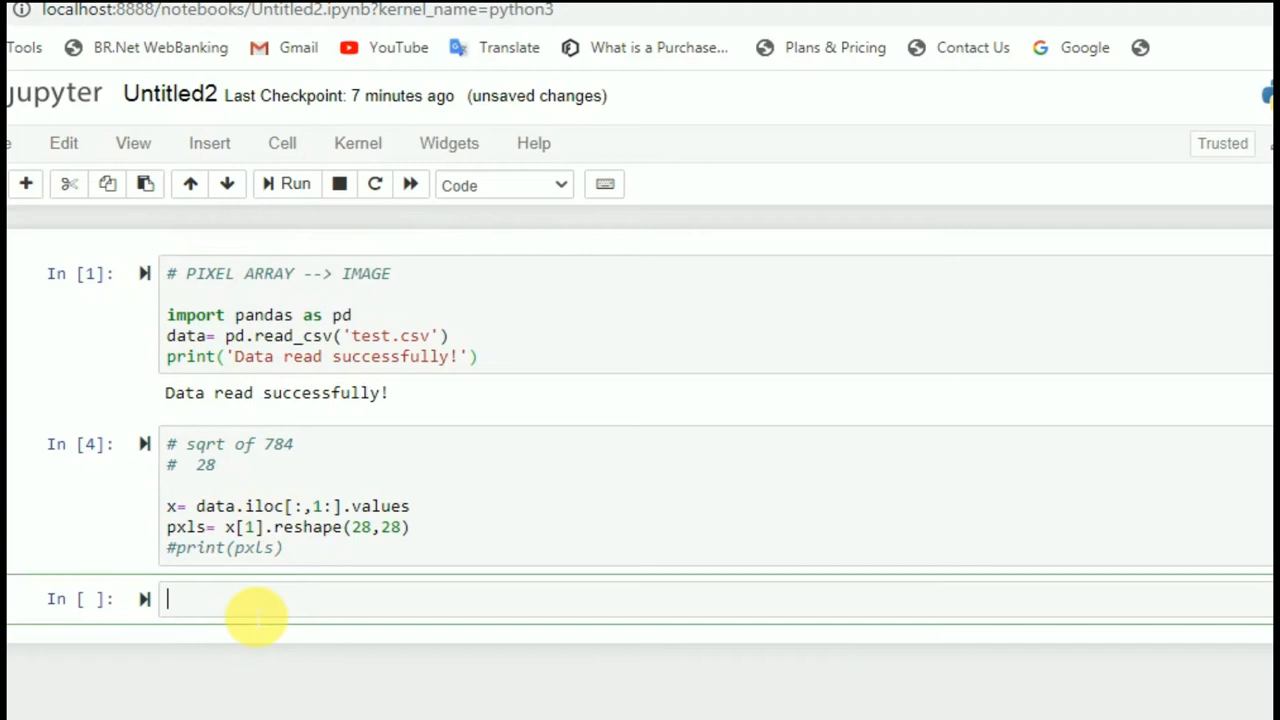 localhost:8888/notebooks/Untitled2.ipynb?kernel_name=python3
Tools BR.Net WebBanking Gmail YouTube Translate What is a Purchase... Plans & Pricing Contact Us Google
jupyter Untitled2 Last Checkpoint: 7 minutes ago (unsaved changes)
e Edit View Insert Cell Kernel Widgets Help Trusted
Run Code
In [1]: # PIXEL ARRAY --> IMAGE
import pandas as pd
data= pd.read_csv('test.csv')
print('Data read successfully!')
Data read successfully!
In [4]: # sqrt of 784
# 28
x= data.iloc[:,1:].values
pxls= x[1].reshape(28,28)
#print(pxls)
In [ ]: